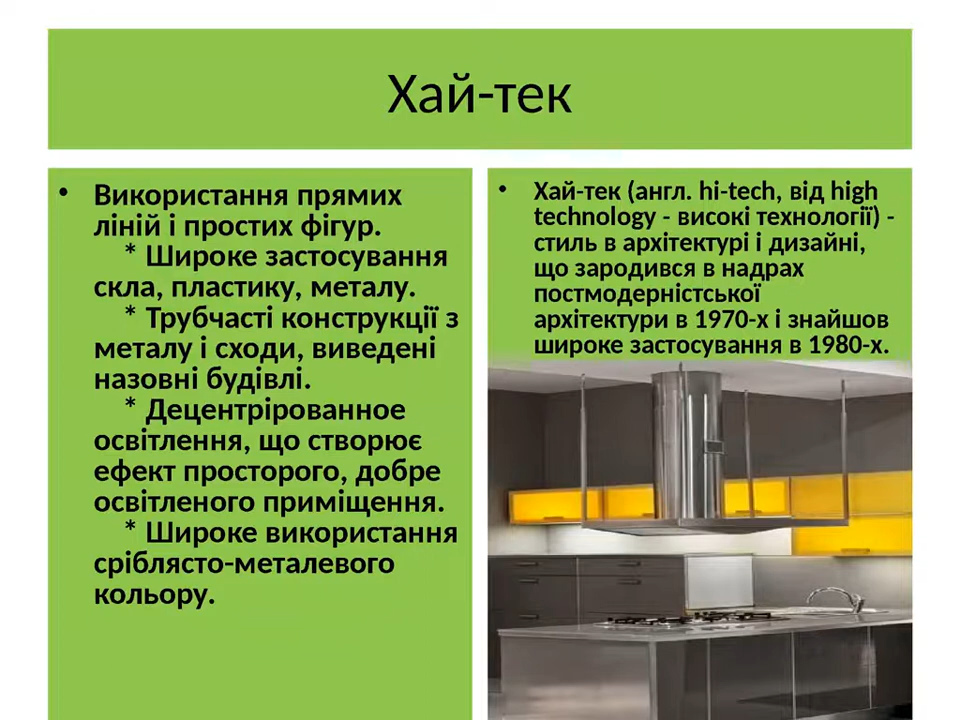 Хай-тек
• Використання прямих
ліній і простих фігур.
* Широке застосування
скла, пластику, металу.
* Трубчасті конструкції з
металу і сходи, виведені
назовні будівлі.
* Децентрірованное
освітлення, що створює
ефект просторого, добре
освітленого приміщення.
* Широке використання
сріблясто-металевого
кольору.
• Хай-тек (англ. hi-tech, від high
technology - високі технології) -
стиль в архітектурі і дизайні,
що зародився в надрах
постмодерністської
архітектури в 1970-х і знайшов
широке застосування в 1980-х.